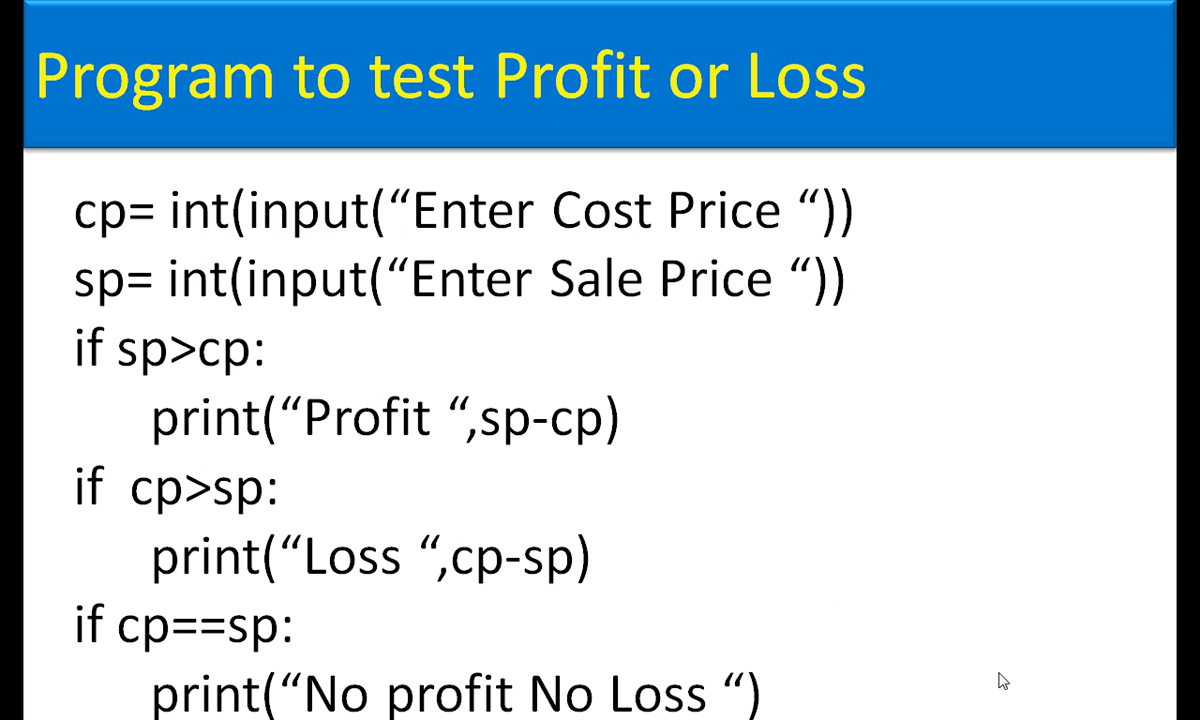 Program to test Profit or Loss
cp= int(input(“Enter Cost Price “))
sp= int(input(“Enter Sale Price “))
if sp>cp:
print(“Profit “,sp-cp)
if  cp>sp:
print(“Loss “,cp-sp)
if cp==sp:
print(“No profit No Loss “)